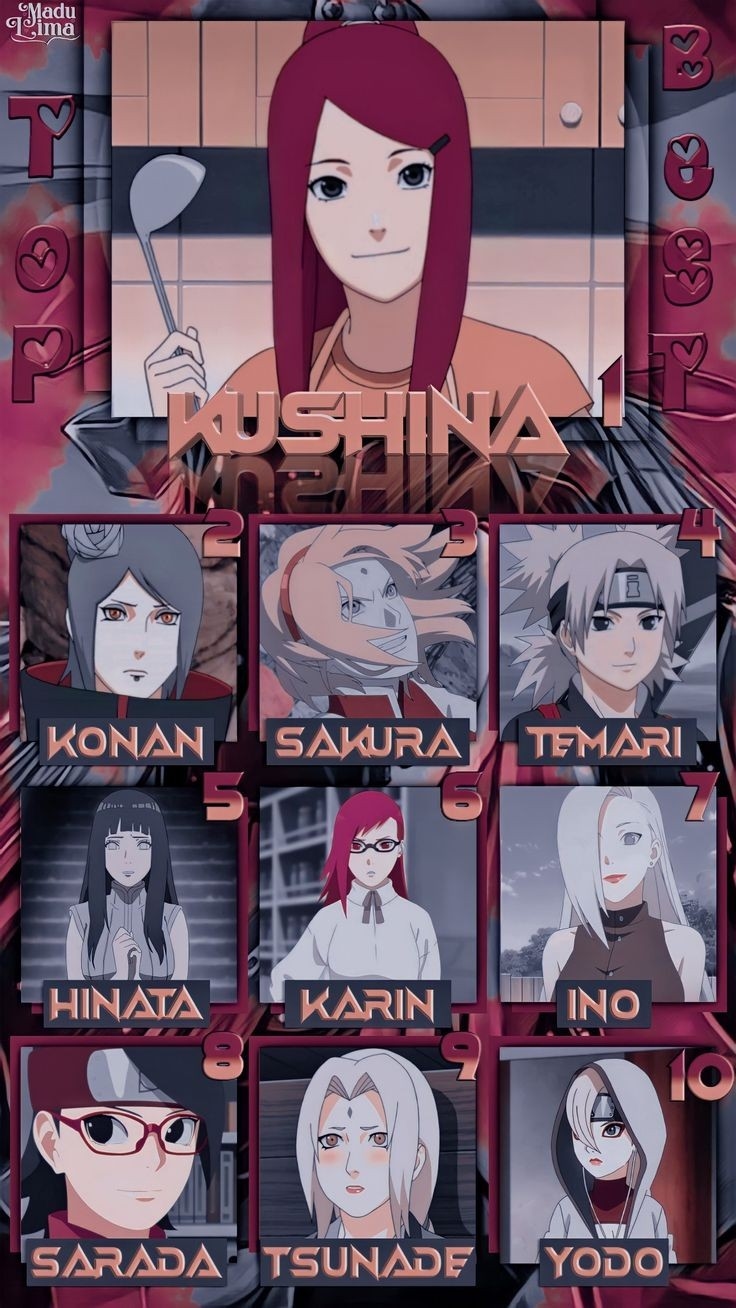 Madu
Lima
Top
Best
1
KUSHINA
2
KONAN
3
SAKURA
4
TEMARI
5
HINATA
6
KARIN
7
INO
8
SARADA
9
TSUNADE
10
YODO